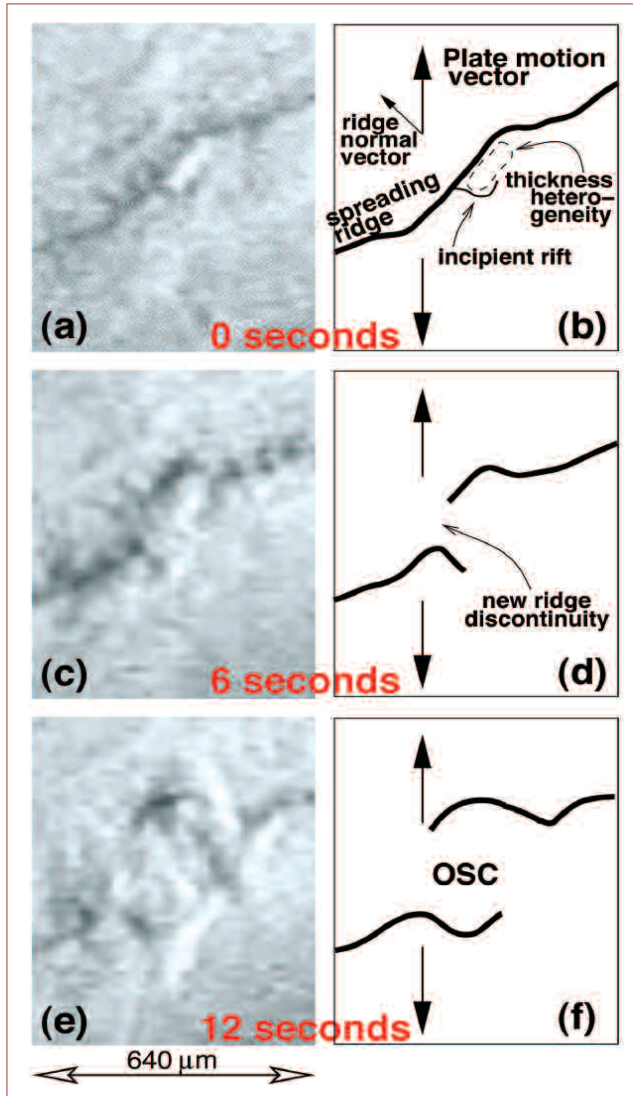 Plate motion
vector
ridge
normal
vector
spreading
ridge
thickness
hetero-
geneity
incipient rift
(a)
0 seconds
(b)
new ridge
discontinuity
(c)
6 seconds
(d)
OSC
(e)
12 seconds
(f)
640 µm